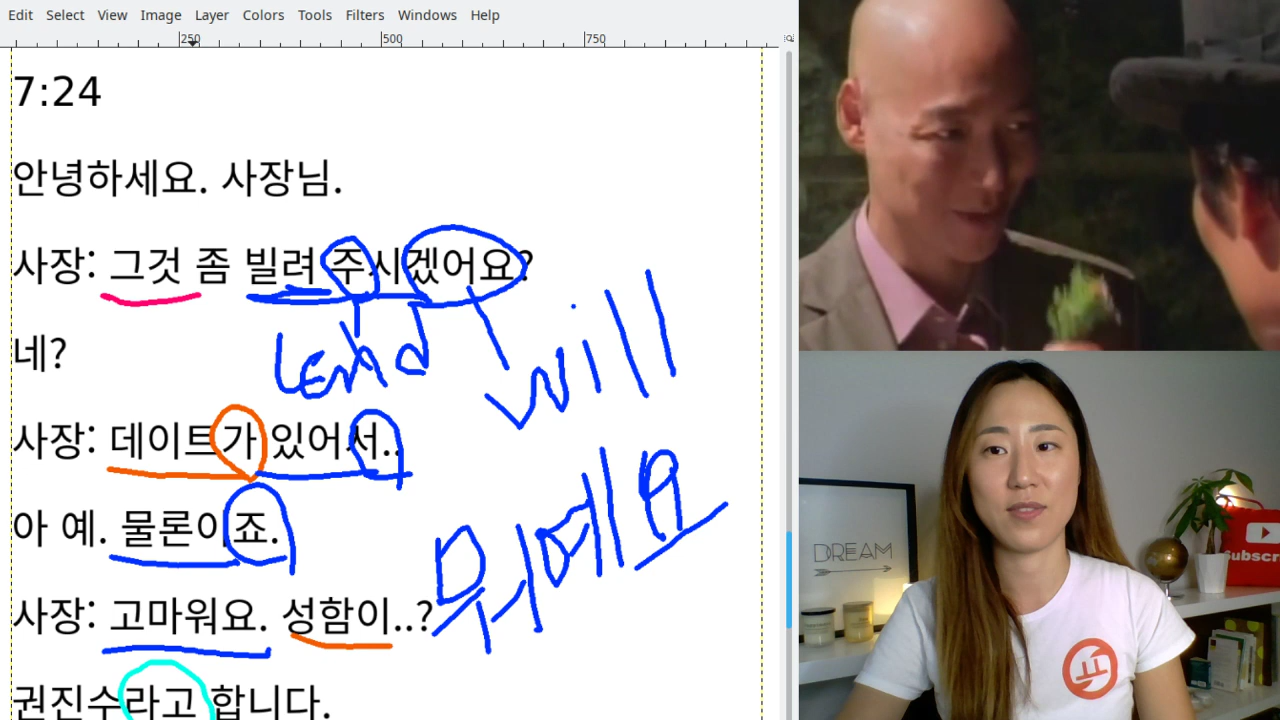 Edit Select View Image Layer Colors Tools Filters Windows Help
250 500 750
7:24
안녕하세요. 사장님.
사장: 그것 좀 빌려 주시겠어요?
lend will
네?
사장: 데이트가 있어서..
아 예. 물론이죠.
뭐예요
사장: 고마워요. 성함이..?
권진수라고 합니다.
DREAM
Subscr